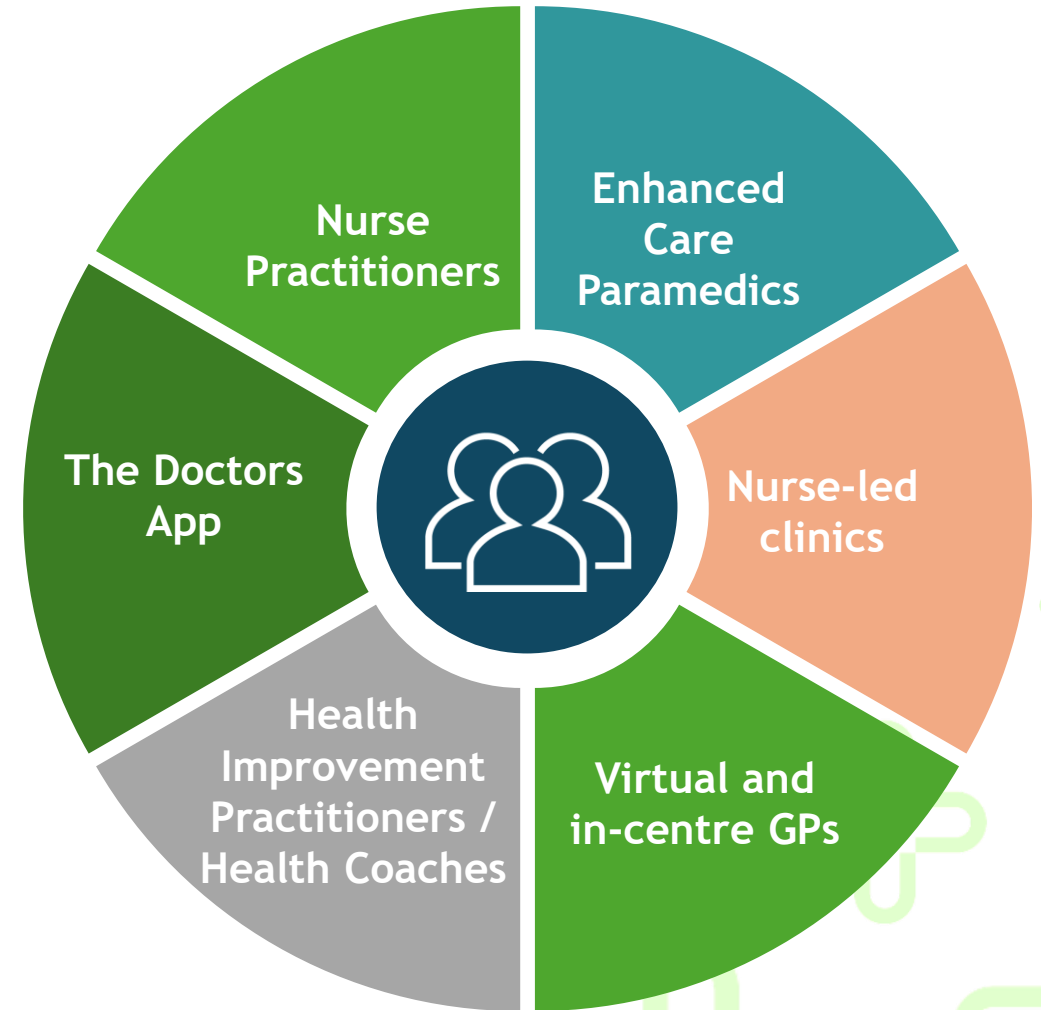 Nurse
Practitioners
Enhanced
Care
Paramedics
The Doctors
App
Nurse-led
clinics
Health
Improvement
Practitioners /
Health Coaches
Virtual and
in-centre GPs